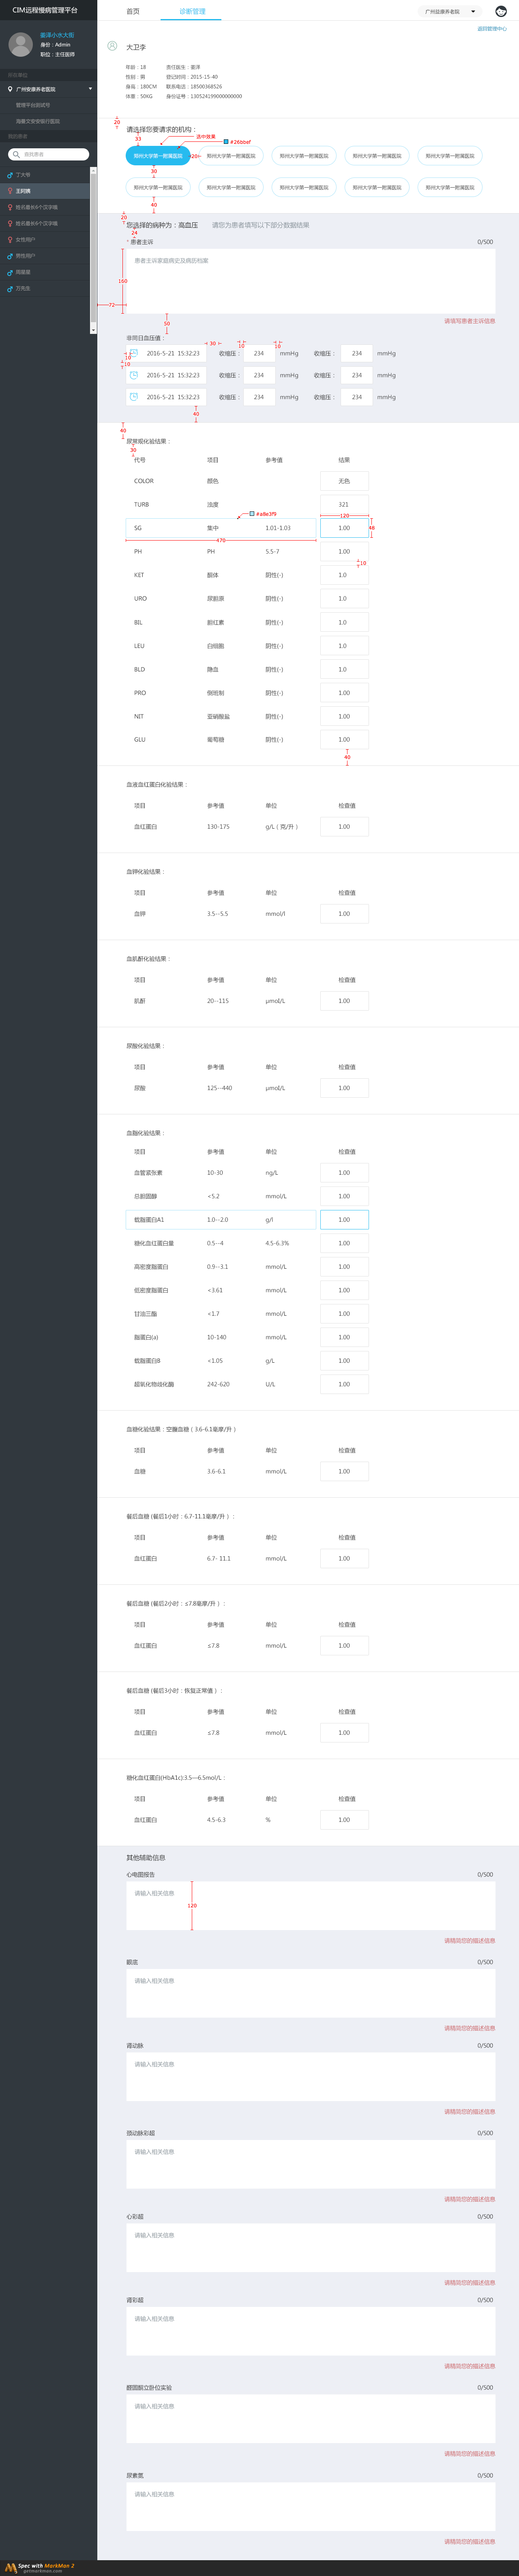 CIM远程慢病管理平台
首页
诊断管理
广州益康养老院
姜泽小水大街
身份：Admin
职位：主任医师
返回管理中心
大卫李
年龄：18
责任医生：姜泽
性别：男
登记时间：2015-15-40
身高：180CM
联系电话：18500368526
体重：50KG
身份证号：130524199000000000
所在单位
广州安康养老医院
管理平台测试号
我的患者
找找患者
丁大爷
姓名最长8个汉字哦
姓名最长8个汉字哦
女性用户
男性用户
周星星
万先生
20
请选择您要请求的机构：
33
选中效果
#26bbef
郑州大学第一附属医院
20
郑州大学第一附属医院
郑州大学第一附属医院
郑州大学第一附属医院
郑州大学第一附属医院
30
郑州大学第一附属医院
郑州大学第一附属医院
郑州大学第一附属医院
郑州大学第一附属医院
郑州大学第一附属医院
40
20
您选择的病种为：高血压
请您为患者填写以下部分数据结果
24
* 患者主诉
0/500
患者主诉家庭病史及病历档案
160
72
请填写患者主诉信息
50
非同日血压值：
30
10
10
2016-5-21 15:32:23
收缩压：
234
mmHg
收缩压：
234
mmHg
10
10
2016-5-21 15:32:23
收缩压：
234
mmHg
收缩压：
234
mmHg
2016-5-21 15:32:23
收缩压：
234
mmHg
收缩压：
234
mmHg
40
40
尿常规化验结果：
30
代号
项目
参考值
结果
COLOR
颜色
无色
TURB
浊度
321
#a8e3f9
120
SG
集中
1.01-1.03
1.00
48
470
PH
PH
5.5-7
1.00
10
KET
酮体
阴性(-)
1.0
URO
尿胆原
阴性(-)
1.0
BIL
胆红素
阴性(-)
1.0
LEU
白细胞
阴性(-)
1.0
BLD
隐血
阴性(-)
1.0
PRO
阴性(-)
1.00
NIT
亚硝酸盐
阴性(-)
1.00
GLU
葡萄糖
阴性(-)
1.00
40
血液血红蛋白化验结果：
项目
参考值
单位
检查值
血红蛋白
130-175
g/L（克/升）
1.00
血钾化验结果：
项目
参考值
单位
检查值
血钾
3.5--5.5
mmol/l
1.00
血肌酐化验结果：
项目
参考值
单位
检查值
肌酐
20--115
μmol/L
1.00
尿酸化验结果：
项目
参考值
单位
检查值
尿酸
125--440
μmol/L
1.00
血脂化验结果：
项目
参考值
单位
检查值
血管紧张素
10-30
ng/L
1.00
总胆固醇
<5.2
mmol/L
1.00
载脂蛋白A1
1.0--2.0
g/l
1.00
糖化血红蛋白量
0.5--4
4.5-6.3%
1.00
高密度脂蛋白
0.9--3.1
mmol/L
1.00
低密度脂蛋白
<3.61
mmol/L
1.00
甘油三酯
<1.7
mmol/L
1.00
脂蛋白(a)
10-140
mmol/L
1.00
载脂蛋白B
<1.05
g/L
1.00
超氧化物歧化酶
242-620
U/L
1.00
血糖化验结果：空腹血糖（3.6-6.1毫摩/升）
项目
参考值
单位
检查值
血糖
3.6-6.1
mmol/L
1.00
餐后血糖 (餐后1小时：6.7-11.1毫摩/升 )：
项目
参考值
单位
检查值
血红蛋白
6.7- 11.1
mmol/L
1.00
餐后血糖 (餐后2小时：≤7.8毫摩/升 )：
项目
参考值
单位
检查值
血红蛋白
≤7.8
mmol/L
1.00
餐后血糖 (餐后3小时：恢复正常值 )：
项目
参考值
单位
检查值
血红蛋白
≤7.8
mmol/L
1.00
糖化血红蛋白(HbA1c):3.5—6.5mol/L：
项目
参考值
单位
检查值
血红蛋白
4.5-6.3
%
1.00
其他辅助信息
心电图报告
0/500
请输入相关信息
120
请精简您的描述信息
眼底
0/500
请输入相关信息
请精简您的描述信息
肾动脉
0/500
请输入相关信息
请精简您的描述信息
颈动脉彩超
0/500
请输入相关信息
请精简您的描述信息
心彩超
0/500
请输入相关信息
请精简您的描述信息
肾彩超
0/500
请输入相关信息
请精简您的描述信息
醛固酮立卧位实验
0/500
请输入相关信息
请精简您的描述信息
尿素氮
0/500
请输入相关信息
请精简您的描述信息
Spec with MarkMan 2
getmarkman.com